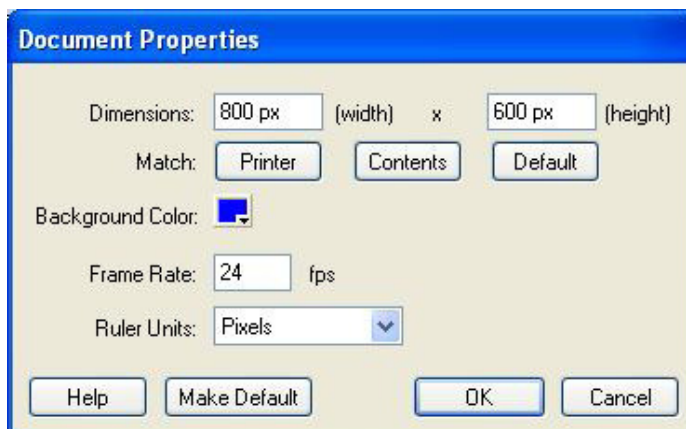 Document Properties
Dimensions: 800 px (width) x 600 px (height)
Match: Printer Contents Default
Background Color:
Frame Rate: 24 fps
Ruler Units: Pixels
Help Make Default OK Cancel